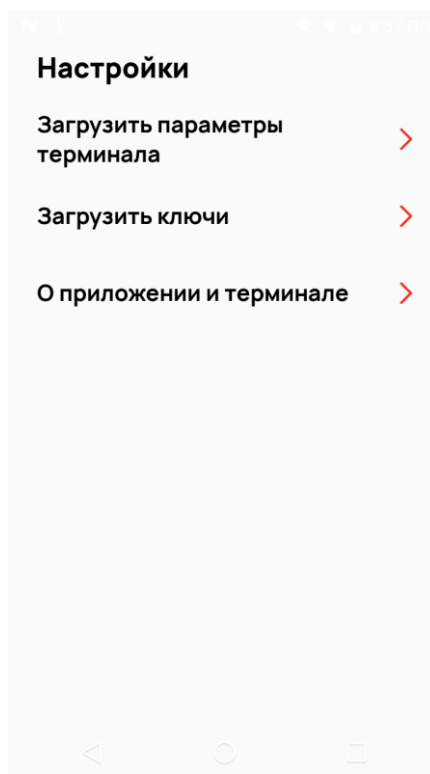 Настройки
Загрузить параметры
терминала
Загрузить ключи
О приложении и терминале